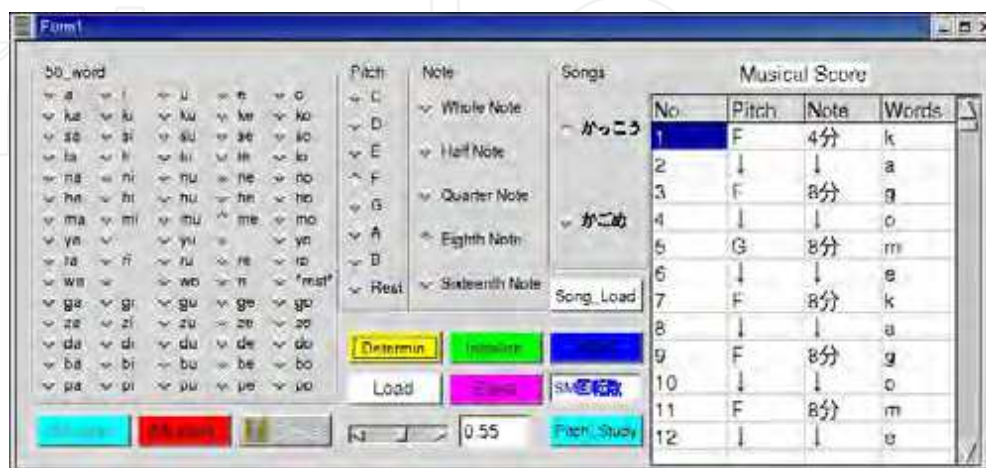 Form1
50_word
a i u e o
ka ki ku ke ko
sa si su se so
ta ti tu te to
na ni nu ne no
ha hi hu he ho
ma mi mu me mo
ya yu yo
ra ri ru re ro
wa wo n "rest"
ga gi gu ge go
za zi zu ze zo
da di du de do
ba bi bu be bo
pa pi pu pe po
Pitch
C
D
E
F
G
A
B
Rest
Note
Whole Note
Half Note
Quarter Note
Eighth Note
Sixteenth Note
Songs
かっこう
かごめ
Song_Load
Determin
Load
SM回転数
0.55
Pitch_Study
Musical Score
No. Pitch Note Words
1 F 4分 k
2 ↓ ↓ a
3 F 8分 g
4 ↓ ↓ o
5 G 8分 m
6 ↓ ↓ e
7 F 8分 k
8 ↓ ↓ a
9 F 8分 g
10 ↓ ↓ o
11 F 8分 m
12 ↓ ↓ e